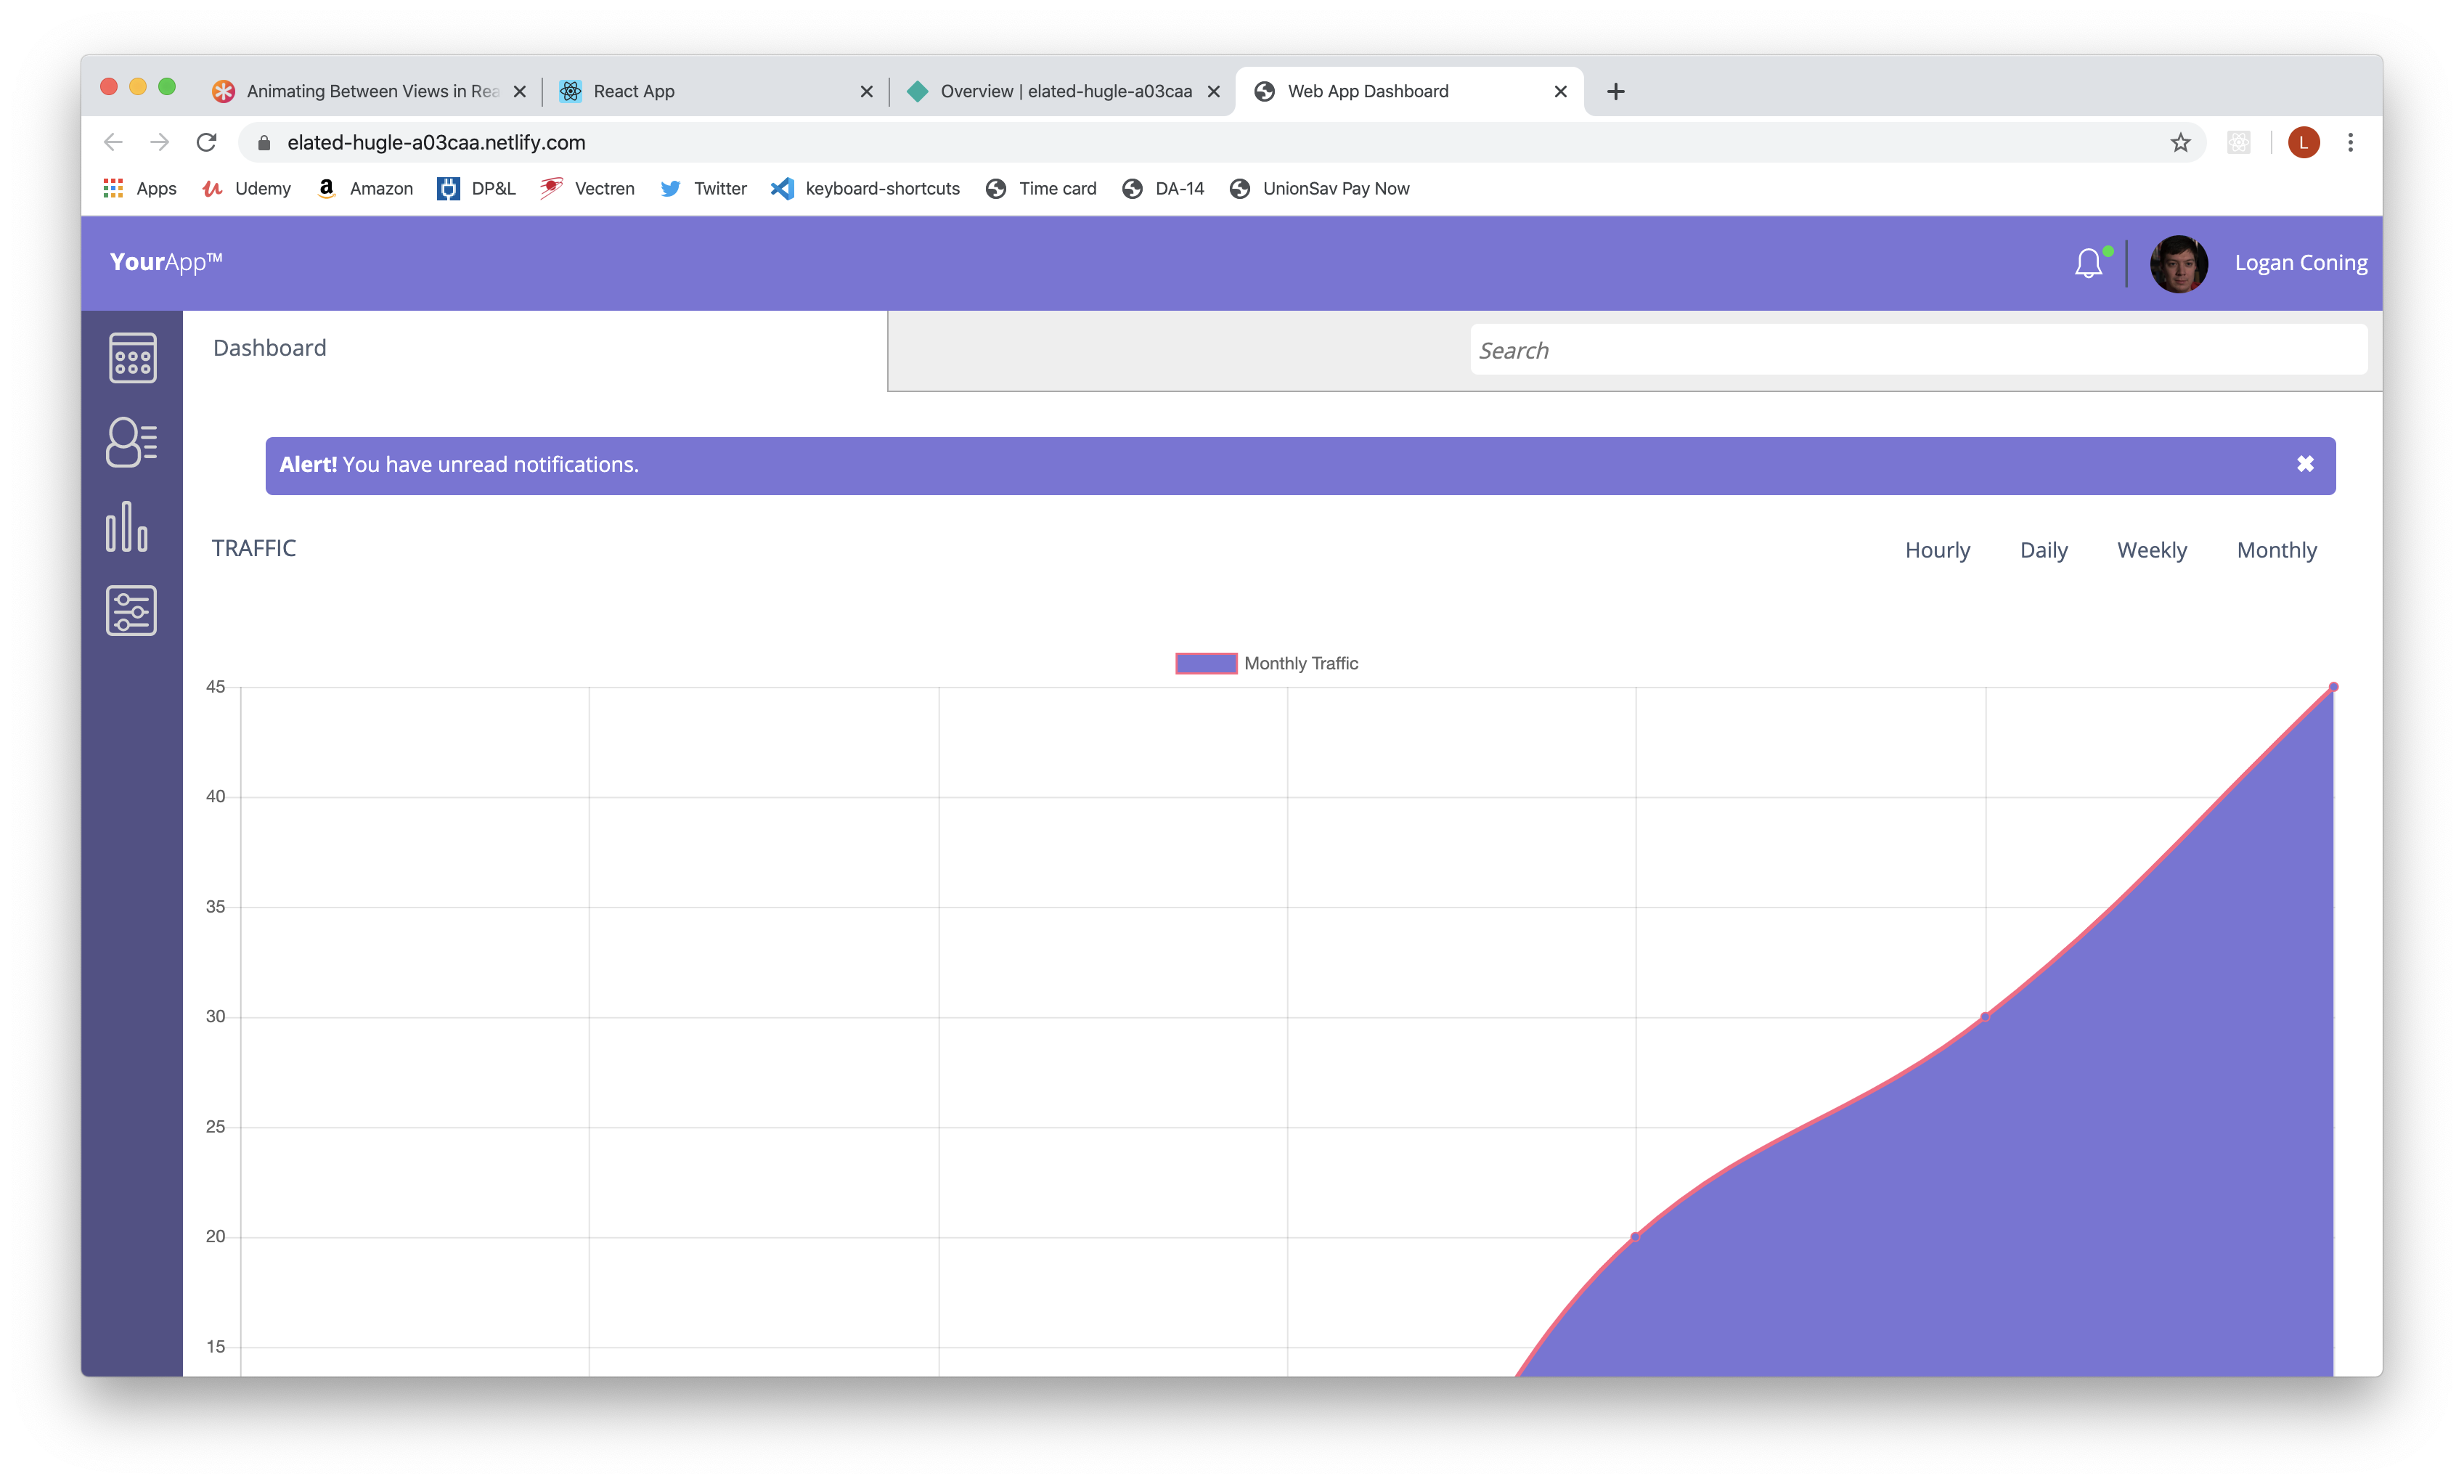 Animating Between Views in Rea
React App
Overview | elated-hugle-a03caa
Web App Dashboard
elated-hugle-a03caa.netlify.com
L
Apps
Udemy
Amazon
DP&L
Vectren
Twitter
keyboard-shortcuts
Time card
DA-14
UnionSav Pay Now
YourApp™
Logan Coning
Dashboard
Search
Alert! You have unread notifications.
TRAFFIC
Hourly
Daily
Weekly
Monthly
Monthly Traffic
45
40
35
30
25
20
15